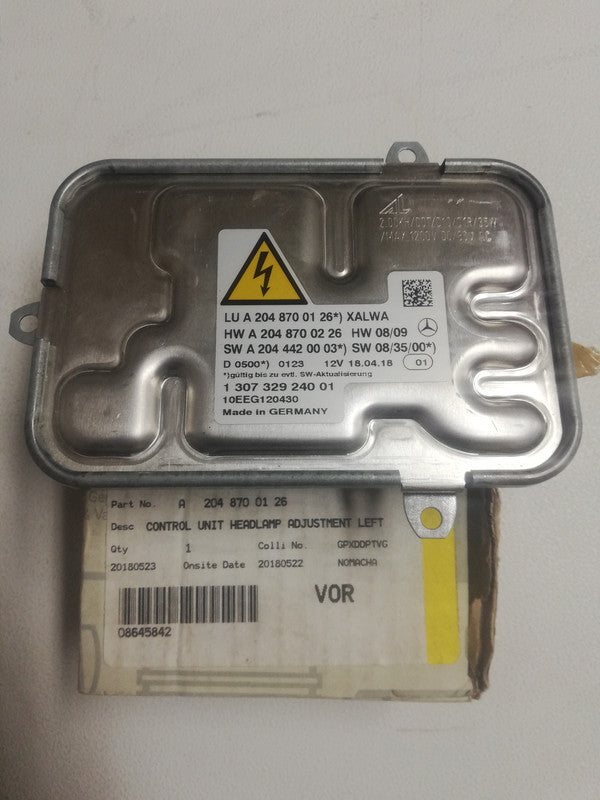 LU A 204 870 01 26*) XALWA
HW A 204 870 02 26 HW 08/09
SW A 204 442 00 03*) SW 08/35/00*)
D 0500*) 0123 12V 18.04.18 01
*)gültig bis zu evtl. SW-Aktualisierung
1 307 329 240 01
10EEG120430
Made in GERMANY
Part No. A 204 870 01 26
Desc CONTROL UNIT HEADLAMP ADJUSTMENT LEFT
Qty 1 Colli No. GPXDDPTVG
20180523 Onsite Date 20180522 NOMACHA
VOR
08645842